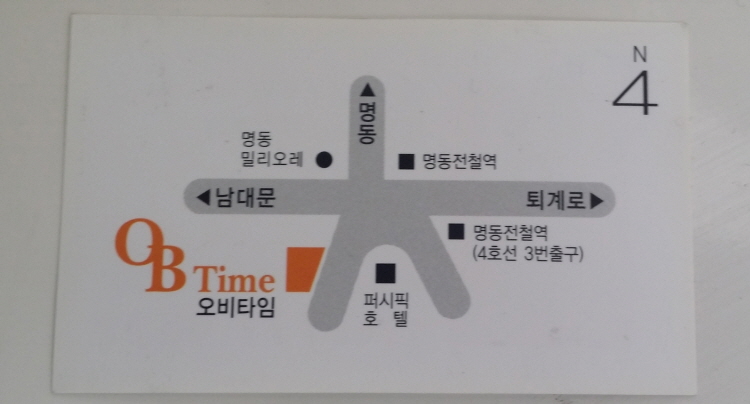 N
4
▲
명동
명동
밀리오레
명동전철역
◀남대문
퇴계로▶
명동전철역
(4호선 3번출구)
OB Time
오비타임
퍼시픽
호 텔